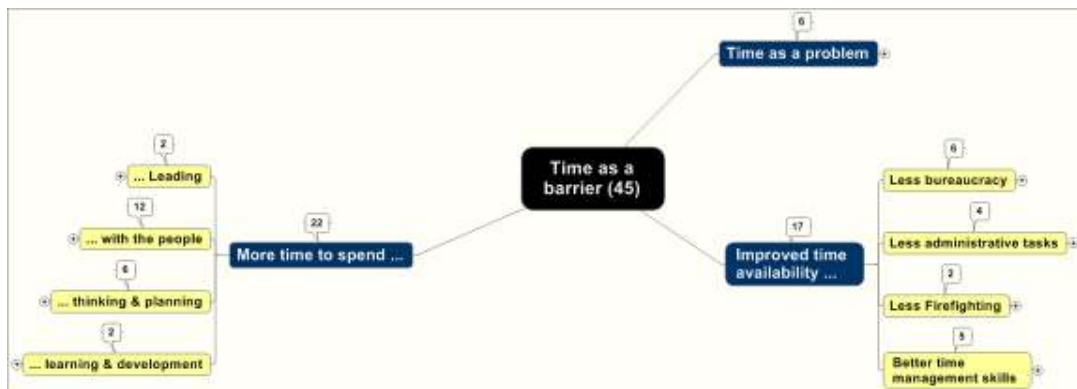 6
Time as a problem
2
... Leading
12
... with the people
6
... thinking & planning
2
... learning & development
22
More time to spend ...
Time as a
barrier (45)
17
Improved time
availability ...
6
Less bureaucracy
4
Less administrative tasks
2
Less Firefighting
5
Better time
management skills